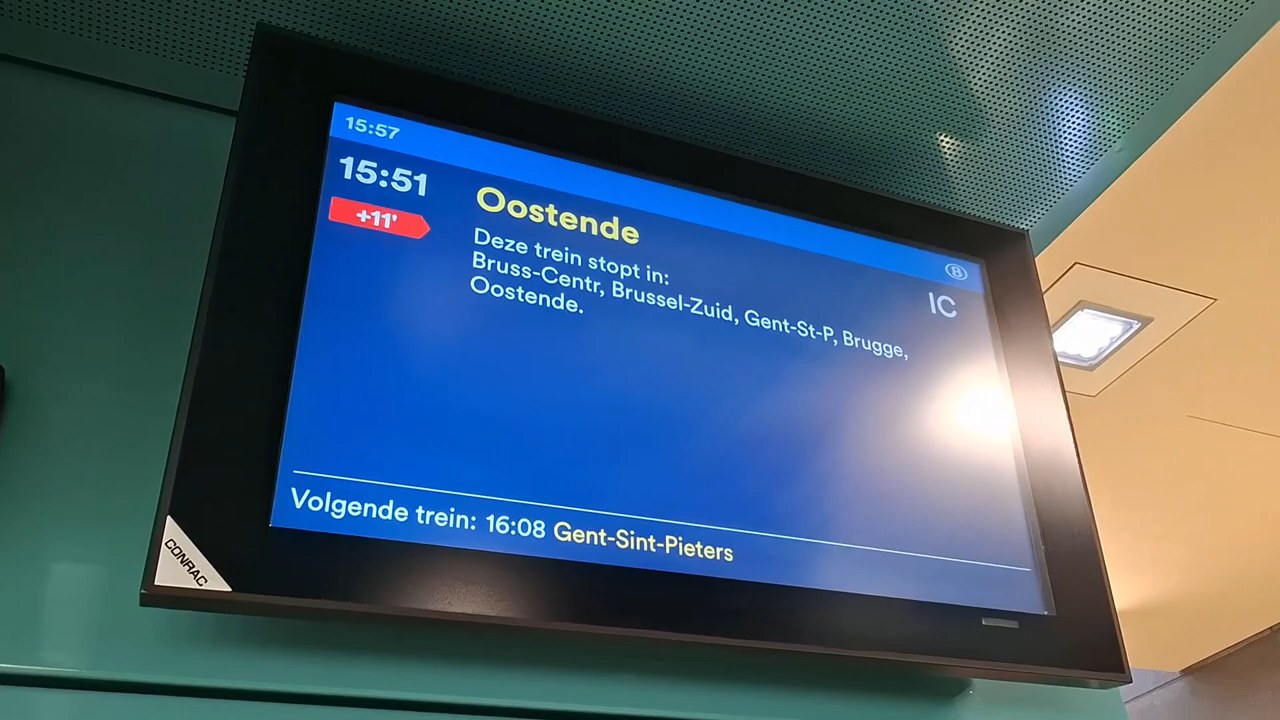 15:57
15:51
+11'
Oostende
Deze trein stopt in:
Bruss-Centr, Brussel-Zuid, Gent-St-P, Brugge,
Oostende.
B
IC
Volgende trein: 16:08 Gent-Sint-Pieters
CONRAC